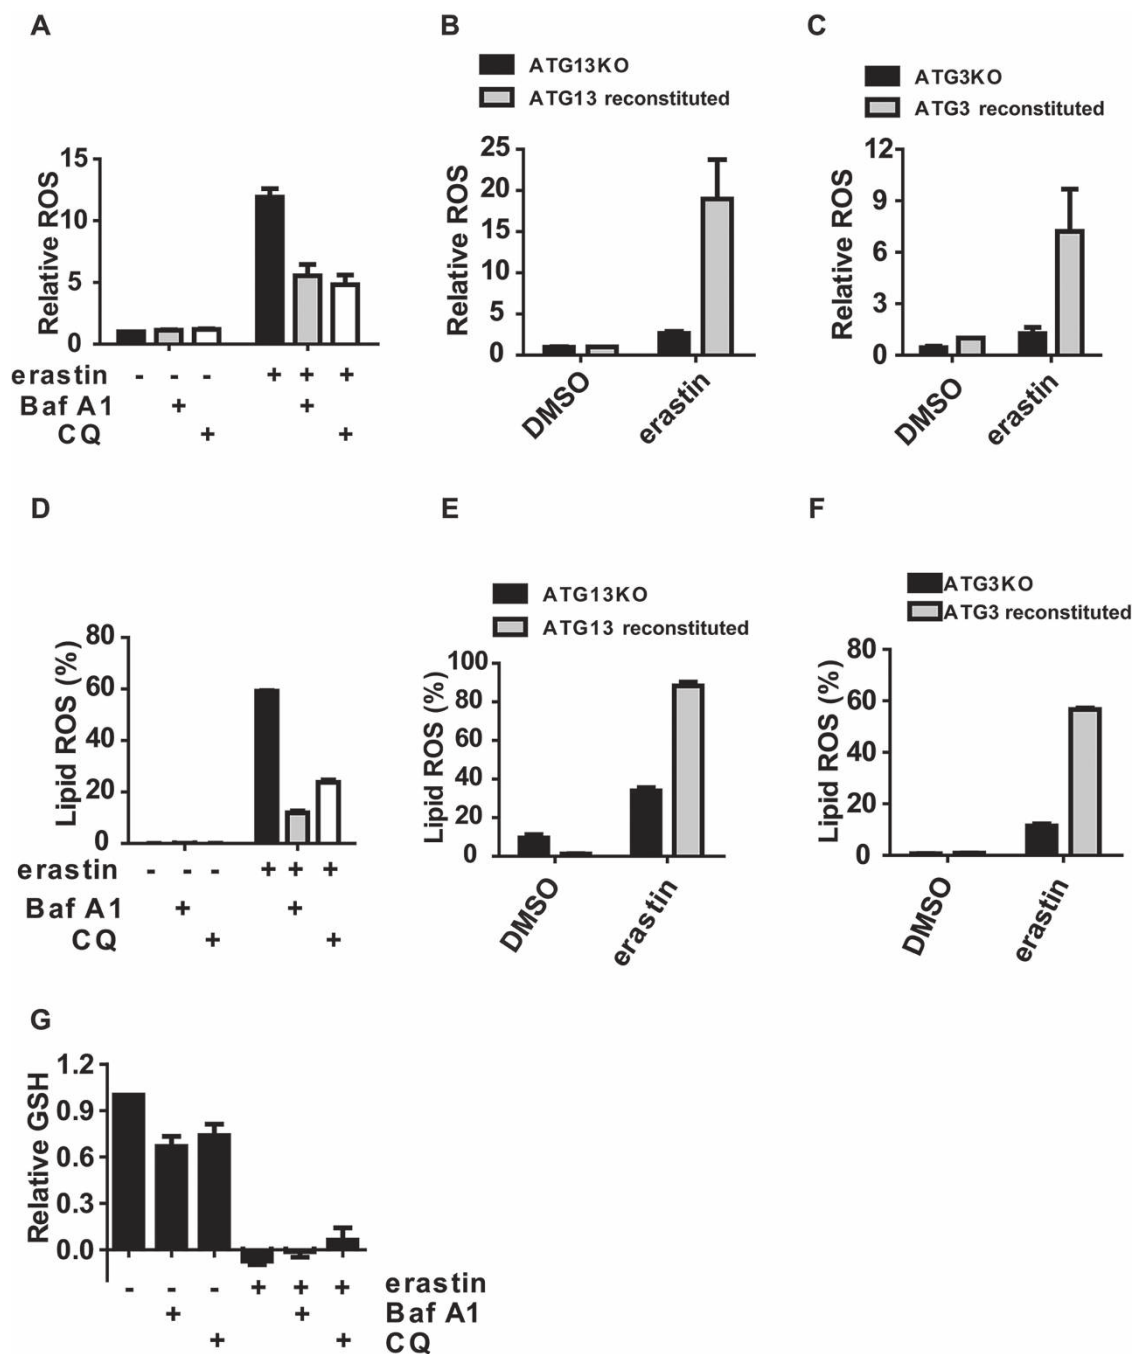 A
Relative ROS
15
10
5
0
erastin - - - + + +
Baf A1 + +
CQ + +
B
ATG13KO
ATG13 reconstituted
Relative ROS
25
20
15
10
5
0
DMSO
erastin
C
ATG3KO
ATG3 reconstituted
Relative ROS
12
9
6
3
0
DMSO
erastin
D
Lipid ROS (%)
80
60
40
20
0
erastin - - - + + +
Baf A1 + +
CQ + +
E
ATG13KO
ATG13 reconstituted
Lipid ROS (%)
100
80
60
40
20
0
DMSO
erastin
F
ATG3KO
ATG3 reconstituted
Lipid ROS (%)
80
60
40
20
0
DMSO
erastin
G
Relative GSH
1.2
0.9
0.6
0.3
0.0
- - - + + + erastin
+ + Baf A1
+ + CQ